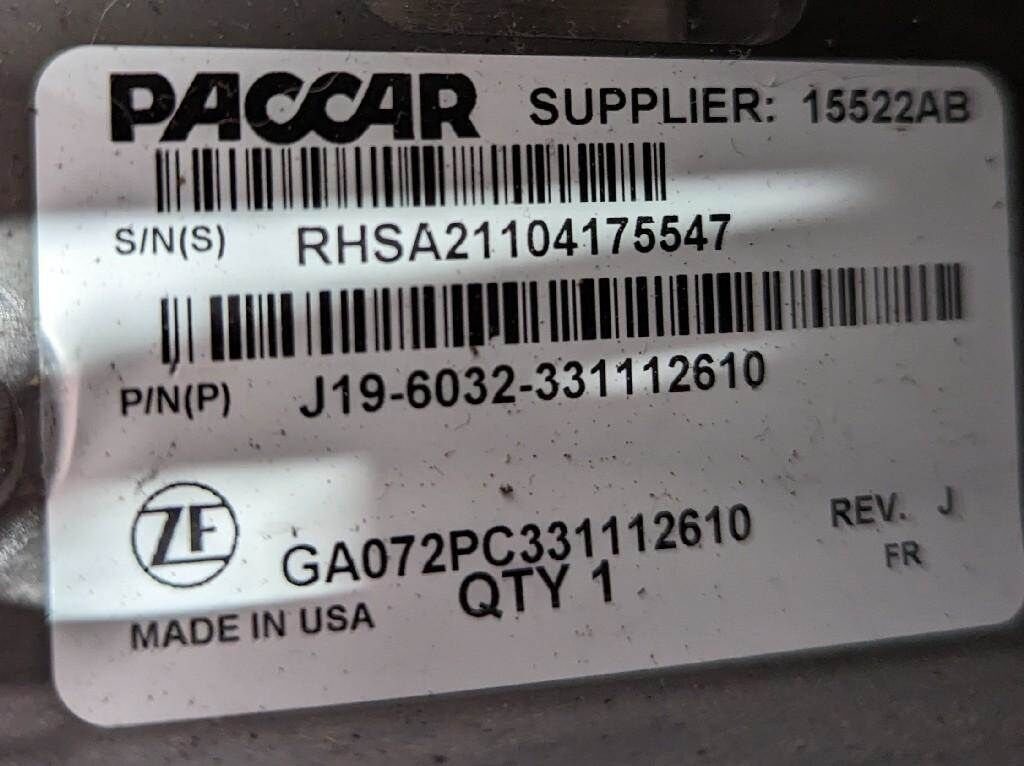 PACCAR SUPPLIER: 15522AB
S/N(S) RHSA21104175547
P/N(P) J19-6032-331112610
ZF GA072PC331112610 REV. J
QTY 1 FR
MADE IN USA